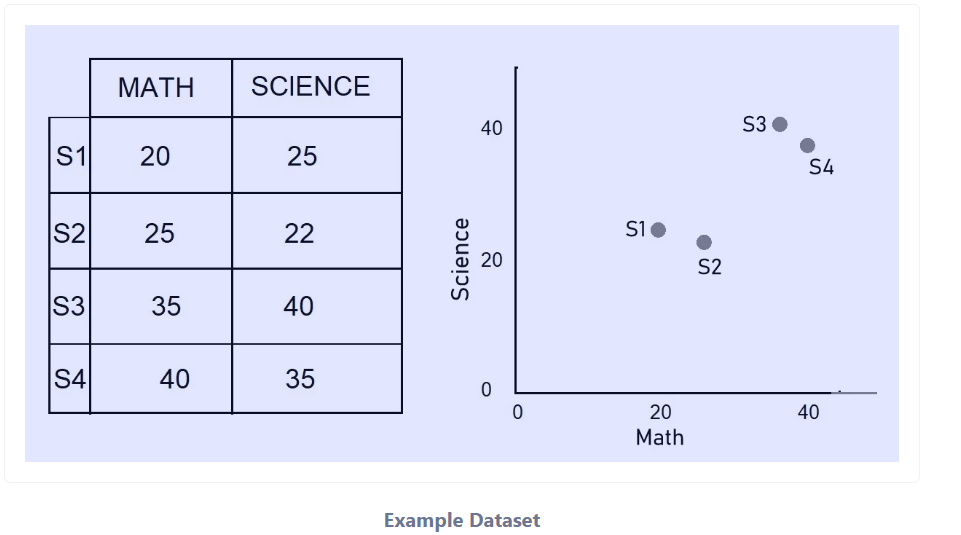 MATH SCIENCE
S1 20 25
S2 25 22
S3 35 40
S4 40 35
40
S3
S4
Science
S1
20
S2
0
0 20 40
Math
Example Dataset